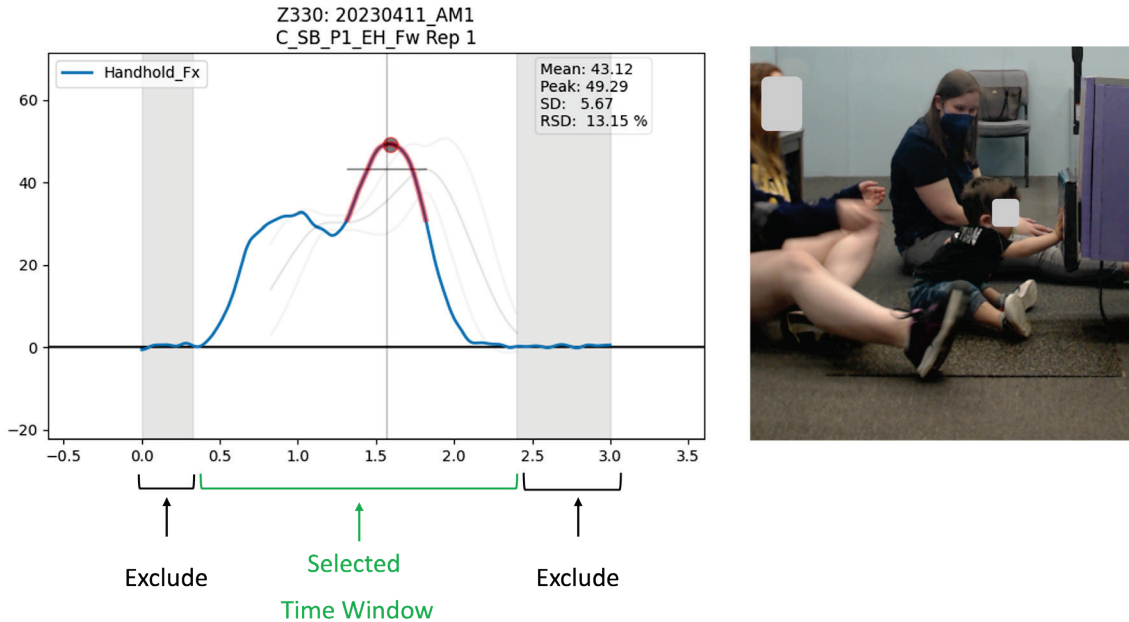 Z330: 20230411_AM1
C_SB_P1_EH_Fw Rep 1
Handhold_Fx
Mean: 43.12
Peak: 49.29
SD: 5.67
RSD: 13.15 %
60
40
20
0
−20
−0.5 0.0 0.5 1.0 1.5 2.0 2.5 3.0 3.5
Exclude
Selected
Time Window
Exclude